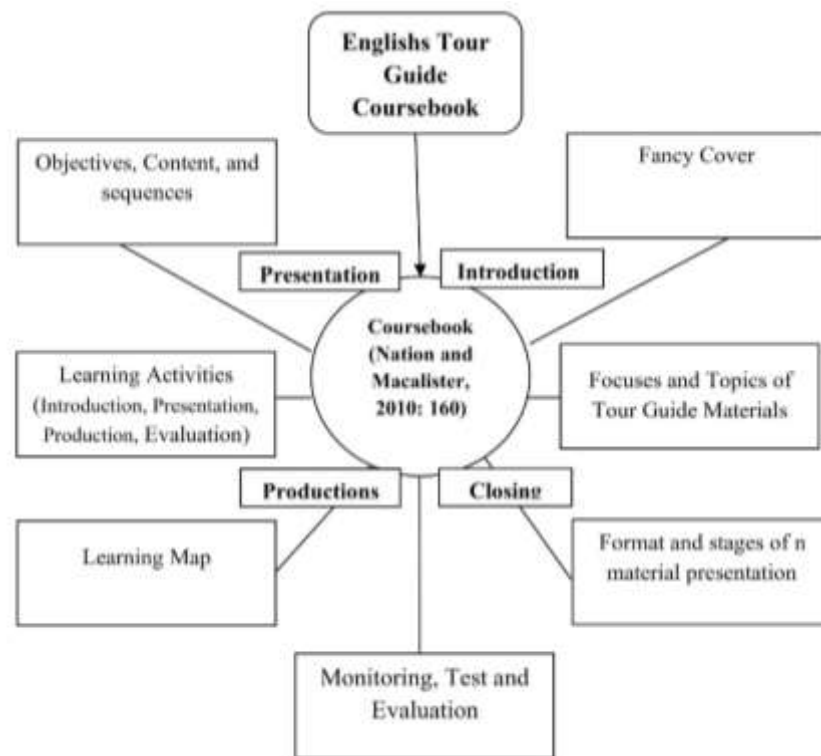 Englishs Tour
Guide
Coursebook
Objectives, Content, and
sequences
Fancy Cover
Presentation
Introduction
Coursebook
(Nation and
Macalister,
2010: 160)
Learning Activities
(Introduction, Presentation,
Production, Evaluation)
Focuses and Topics of
Tour Guide Materials
Productions
Closing
Learning Map
Format and stages of n
material presentation
Monitoring, Test and
Evaluation